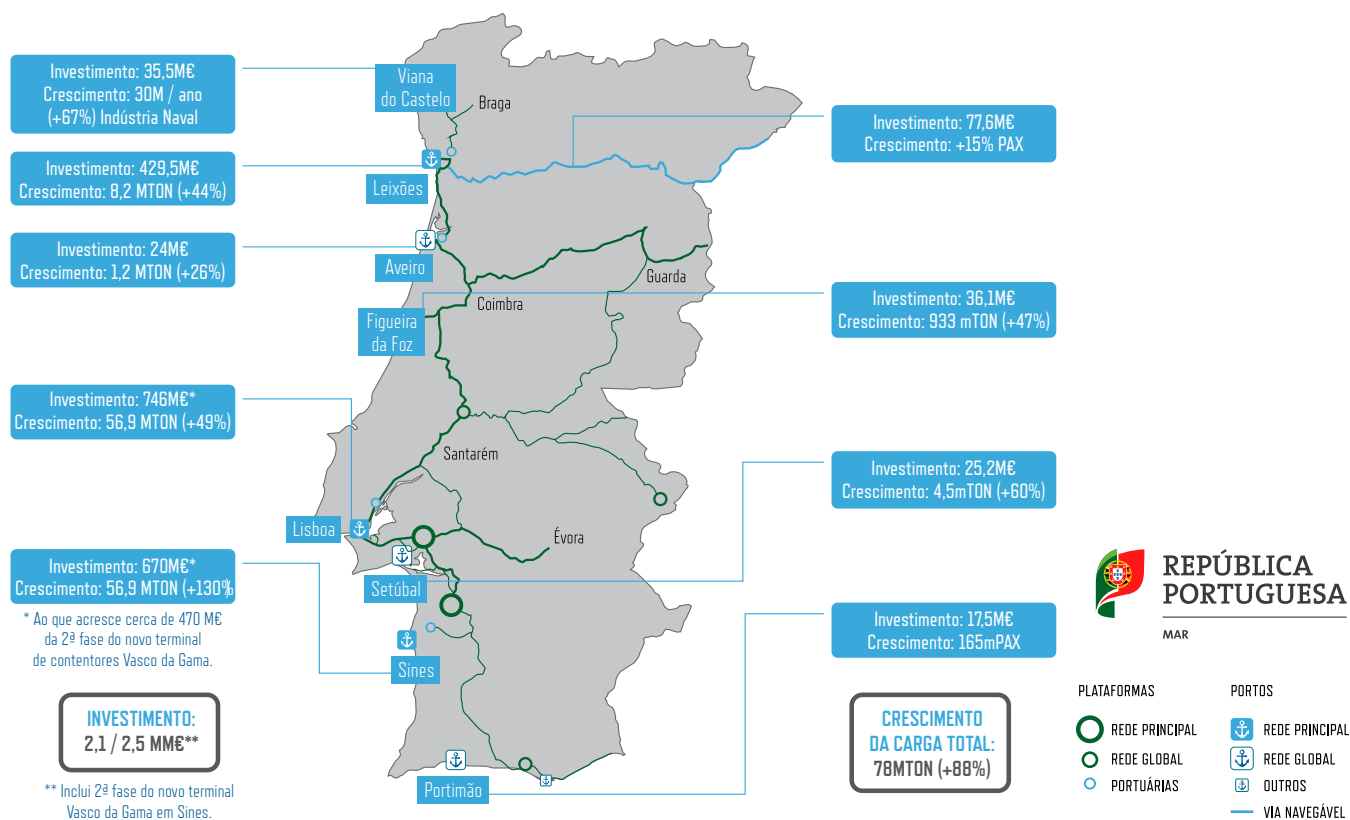 Investimento: 35,5M€
Crescimento: 30M / ano
(+67%) Indústria Naval
Viana
do Castelo
Braga
Investimento: 77,6M€
Crescimento: +15% PAX
Investimento: 429,5M€
Crescimento: 8,2 MTON (+44%)
Leixões
Investimento: 24M€
Crescimento: 1,2 MTON (+26%)
Aveiro
Guarda
Coimbra
Investimento: 36,1M€
Crescimento: 933 mTON (+47%)
Figueira
da Foz
Investimento: 746M€*
Crescimento: 56,9 MTON (+49%)
Santarém
Investimento: 25,2M€
Crescimento: 4,5mTON (+60%)
Lisboa
Évora
Investimento: 670M€*
Crescimento: 56,9 MTON (+130%
Setúbal
* Ao que acresce cerca de 470 M€
da 2ª fase do novo terminal
de contentores Vasco da Gama.
Sines
Investimento: 17,5M€
Crescimento: 165mPAX
REPÚBLICA
PORTUGUESA
MAR
INVESTIMENTO:
2,1 / 2,5 MM€**
** Inclui 2ª fase do novo terminal
Vasco da Gama em Sines.
Portimão
CRESCIMENTO
DA CARGA TOTAL:
78MTON (+88%)
PLATAFORMAS
REDE PRINCIPAL
REDE GLOBAL
PORTUÁRIAS
PORTOS
REDE PRINCIPAL
REDE GLOBAL
OUTROS
VIA NAVEGÁVEL